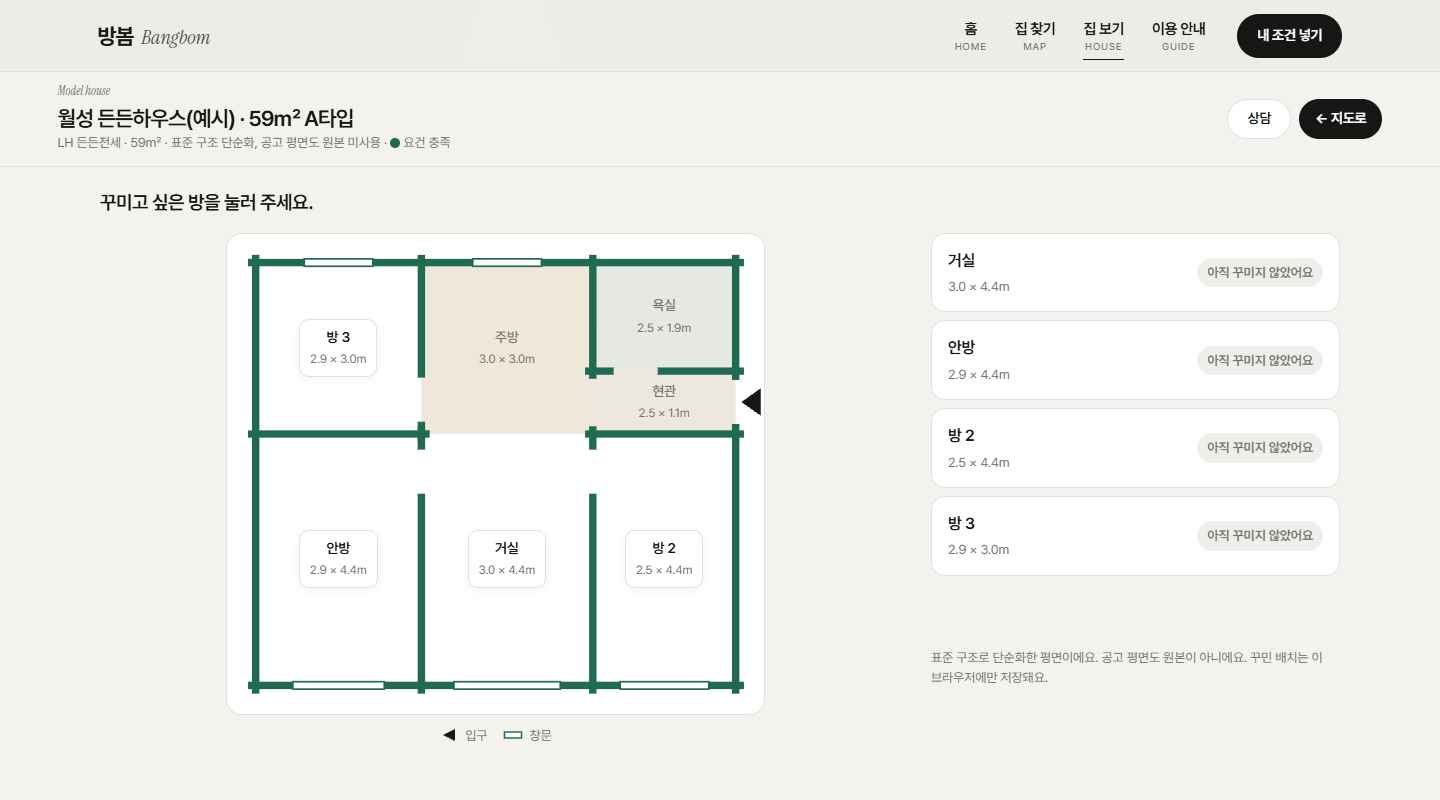 방봄 Bangbom
홈
HOME
집 찾기
MAP
집 보기
HOUSE
이용 안내
GUIDE
내 조건 넣기
Model house
월성 든든하우스(예시) · 59m² A타입
LH 든든전세 · 59m² · 표준 구조 단순화, 공고 평면도 원본 미사용 · 요건 충족
상담
← 지도로
꾸미고 싶은 방을 눌러 주세요.
방 3
2.9 × 3.0m
주방
3.0 × 3.0m
욕실
2.5 × 1.9m
현관
2.5 × 1.1m
안방
2.9 × 4.4m
거실
3.0 × 4.4m
방 2
2.5 × 4.4m
입구
창문
거실
3.0 × 4.4m
아직 꾸미지 않았어요
안방
2.9 × 4.4m
아직 꾸미지 않았어요
방 2
2.5 × 4.4m
아직 꾸미지 않았어요
방 3
2.9 × 3.0m
아직 꾸미지 않았어요
표준 구조로 단순화한 평면이에요. 공고 평면도 원본이 아니에요. 꾸민 배치는 이
브라우저에만 저장돼요.